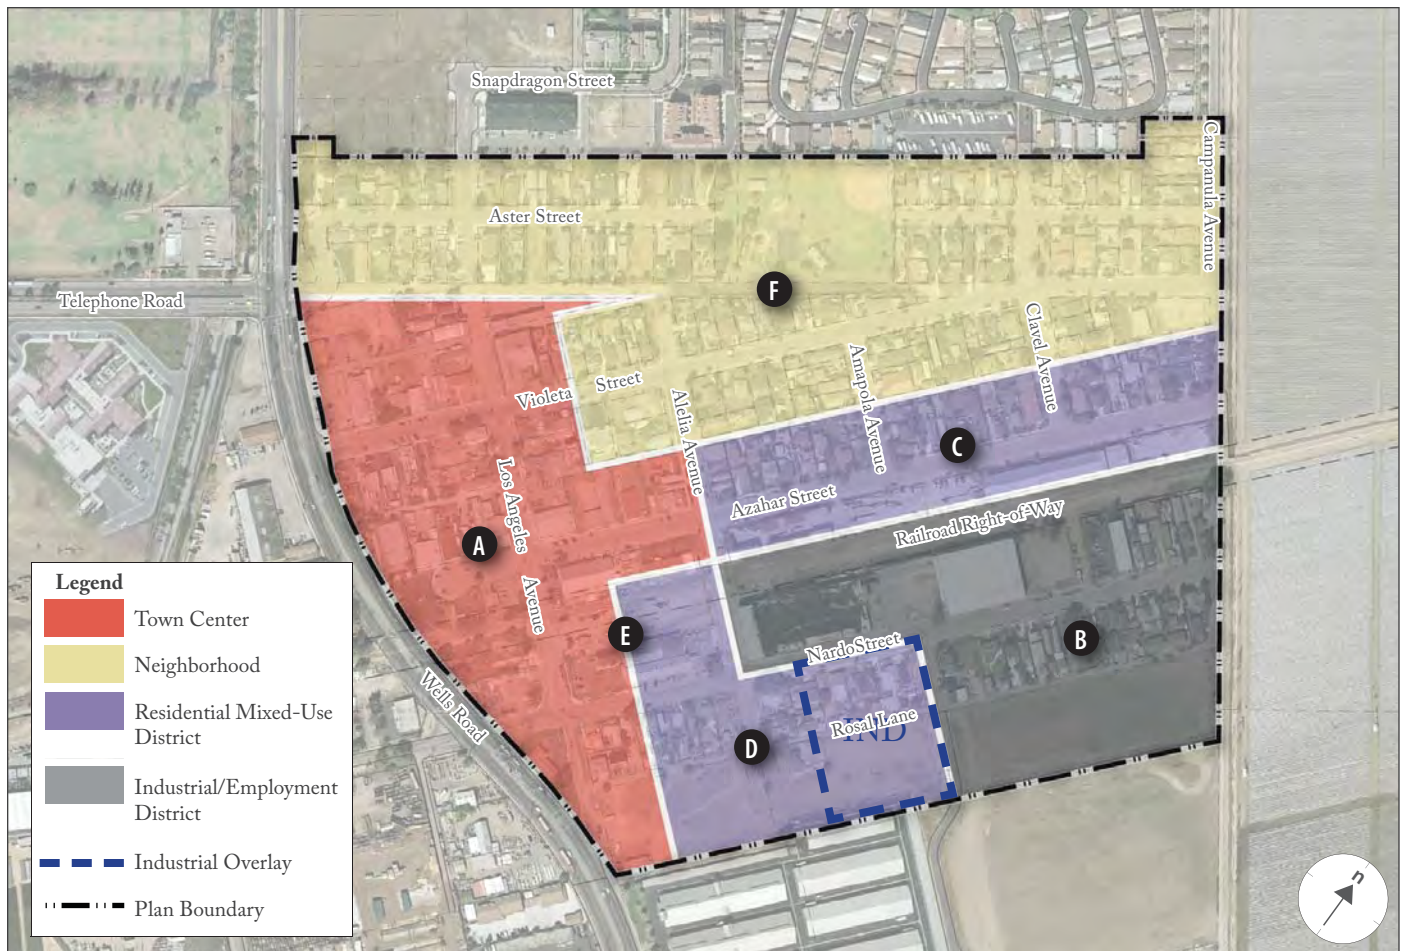 Snapdragon Street
Campanula Avenue
Aster Street
Telephone Road
F
Clavel Avenue
Amapola Avenue
Violeta Street
Alelia Avenue
C
Los Angeles Avenue
Azahar Street
Railroad Right-of-Way
A
E
B
Nardo Street
Rosal Lane
IND
D
Wells Road
Legend
Town Center
Neighborhood
Residential Mixed-Use
District
Industrial/Employment
District
Industrial Overlay
Plan Boundary
n